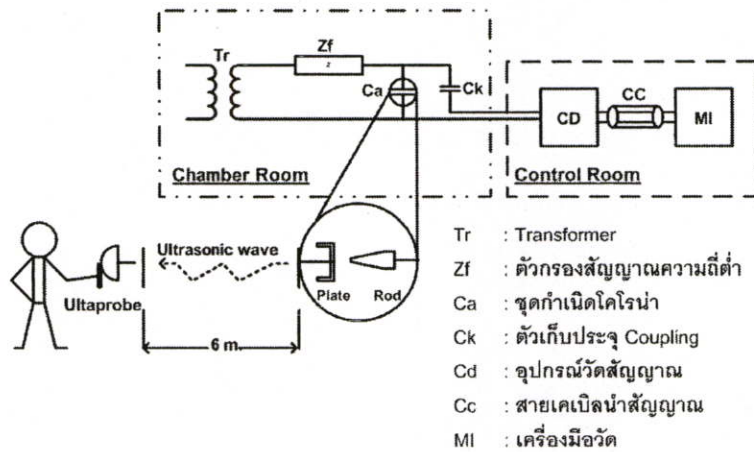 Zf
Tr
z
Ca
Ck
CC
CD
MI
Chamber Room
Control Room
Ultrasonic wave
Ultaprobe
Plate
Rod
6 m.
Tr : Transformer
Zf : ตัวกรองสัญญาณความถี่ต่ำ
Ca : ชุดกำเนิดโคโรน่า
Ck : ตัวเก็บประจุ Coupling
Cd : อุปกรณ์วัดสัญญาณ
Cc : สายเคเบิลนำสัญญาณ
MI : เครื่องมือวัด